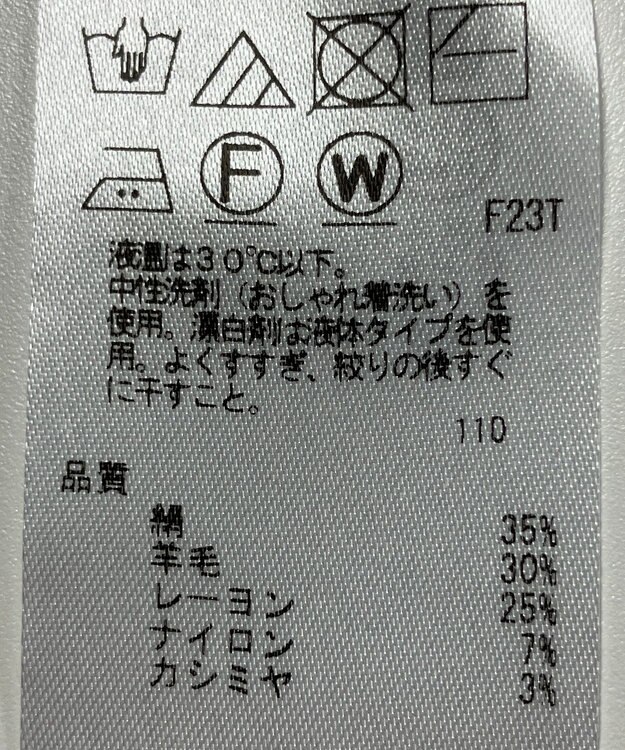 F W
F23T
液温は30℃以下。
中性洗剤(おしゃれ着洗い)を
使用。漂白剤は液体タイプを使
用。よくすすぎ、絞りの後すぐ
に干すこと。
110
品質
絹 35%
羊毛 30%
レーヨン 25%
ナイロン 7%
カシミヤ 3%